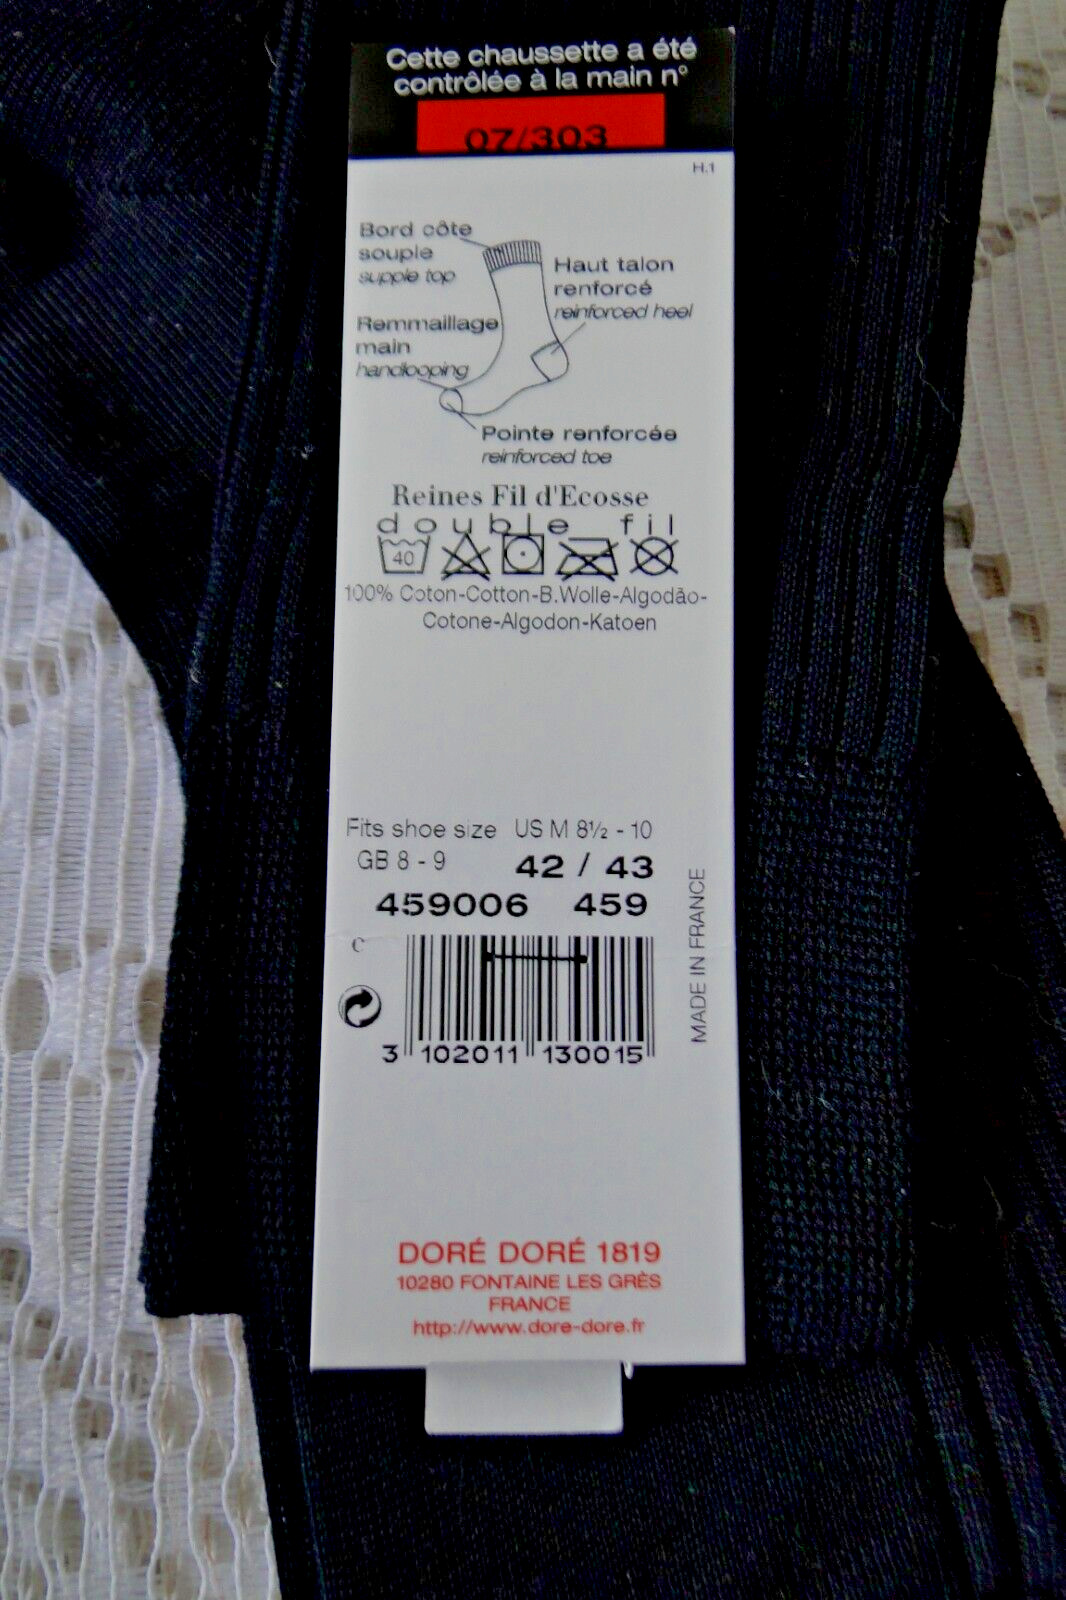 Cette chaussette a été
contrôlée à la main n°
07/303
H.1
Bord côte
souple
supple top
Haut talon
renforcé
reinforced heel
Remmaillage
main
handlooping
Pointe renforcée
reinforced toe
Reines Fil d'Ecosse
double fil
40
100% Coton-Cotton-B.Wolle-Algodão-
Cotone-Algodon-Katoen
Fits shoe size US M 8½ - 10
GB 8 - 9 42 / 43
459006 459
C
3 102011 130015
MADE IN FRANCE
DORÉ DORÉ 1819
10280 FONTAINE LES GRÈS
FRANCE
http://www.dore-dore.fr